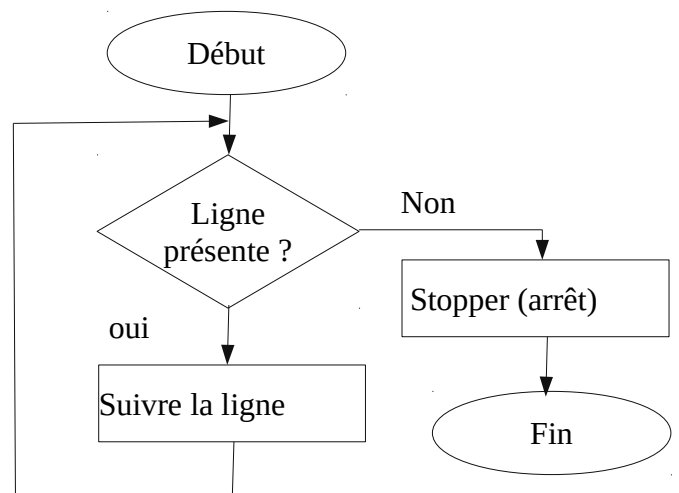 Début
Ligne
présente ?
Non
Stopper (arrêt)
oui
Suivre la ligne
Fin